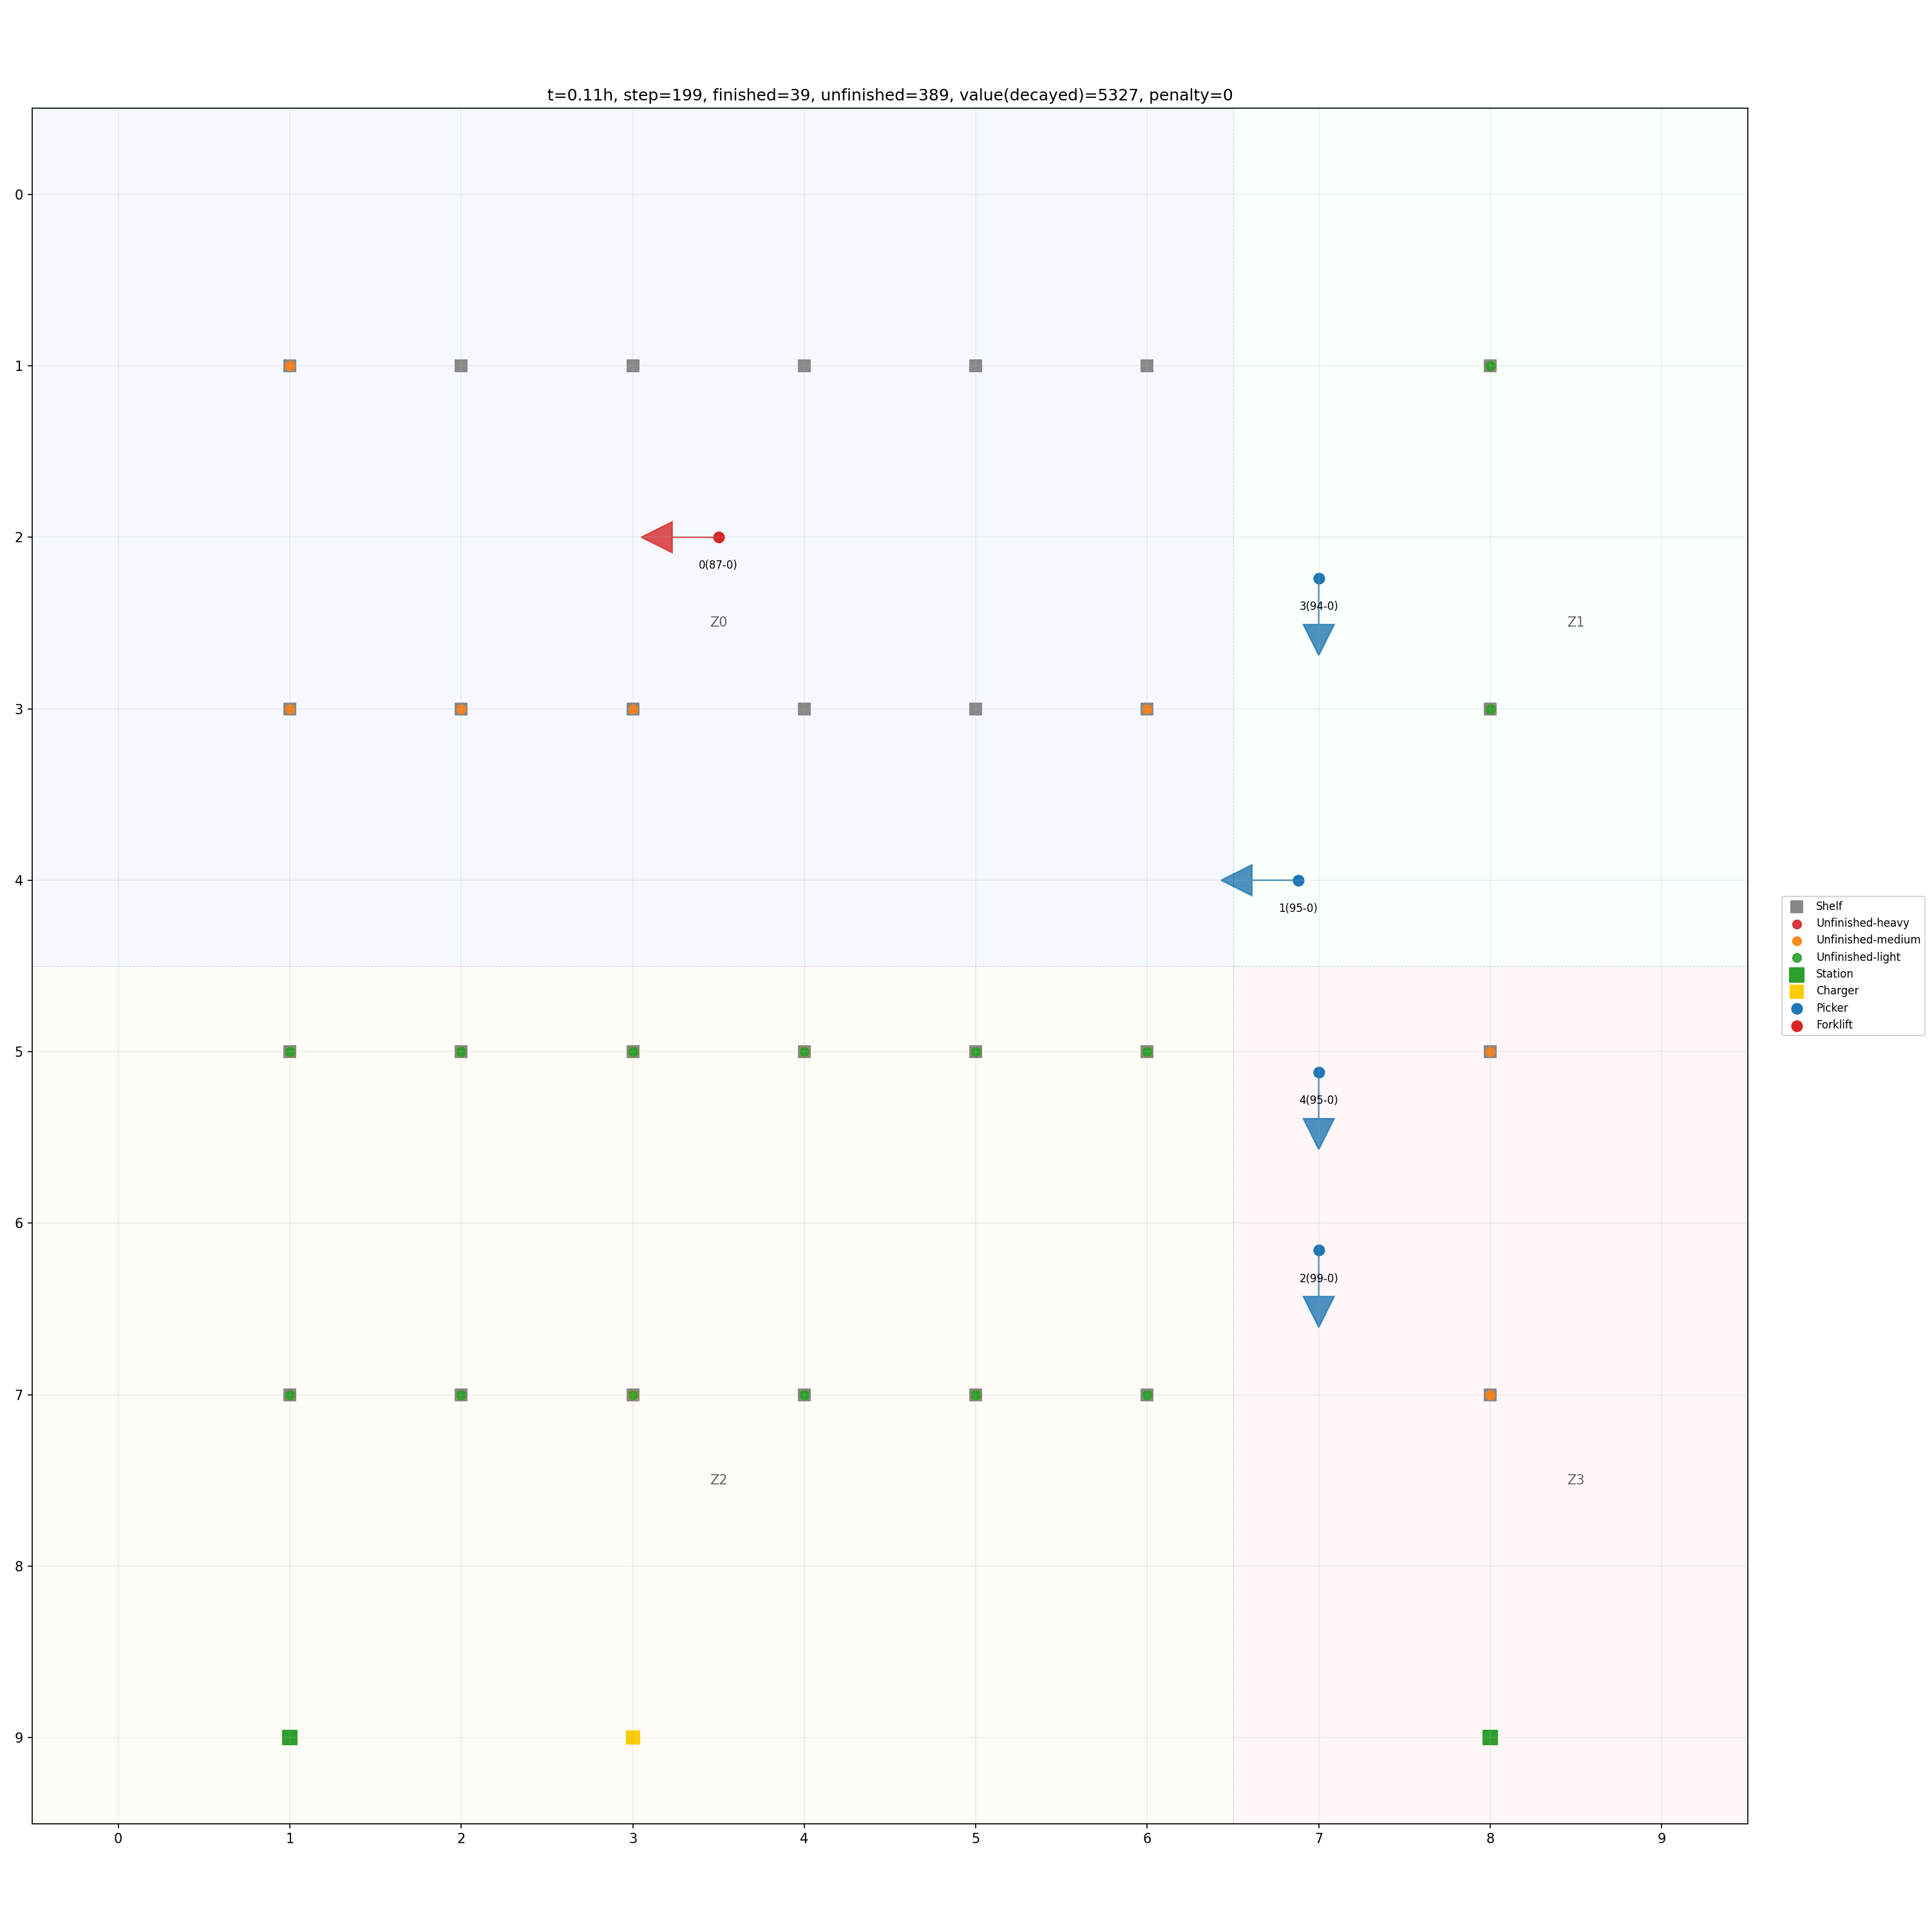 t=0.11h, step=199, finished=39, unfinished=389, value(decayed)=5327, penalty=0
0
1
2
0(87-0)
3(94-0)
Z0
Z1
3
4
1(95-0)
Shelf
Unfinished-heavy
Unfinished-medium
Unfinished-light
Station
Charger
Picker
Forklift
5
4(95-0)
6
2(99-0)
7
Z2
Z3
8
9
0 1 2 3 4 5 6 7 8 9